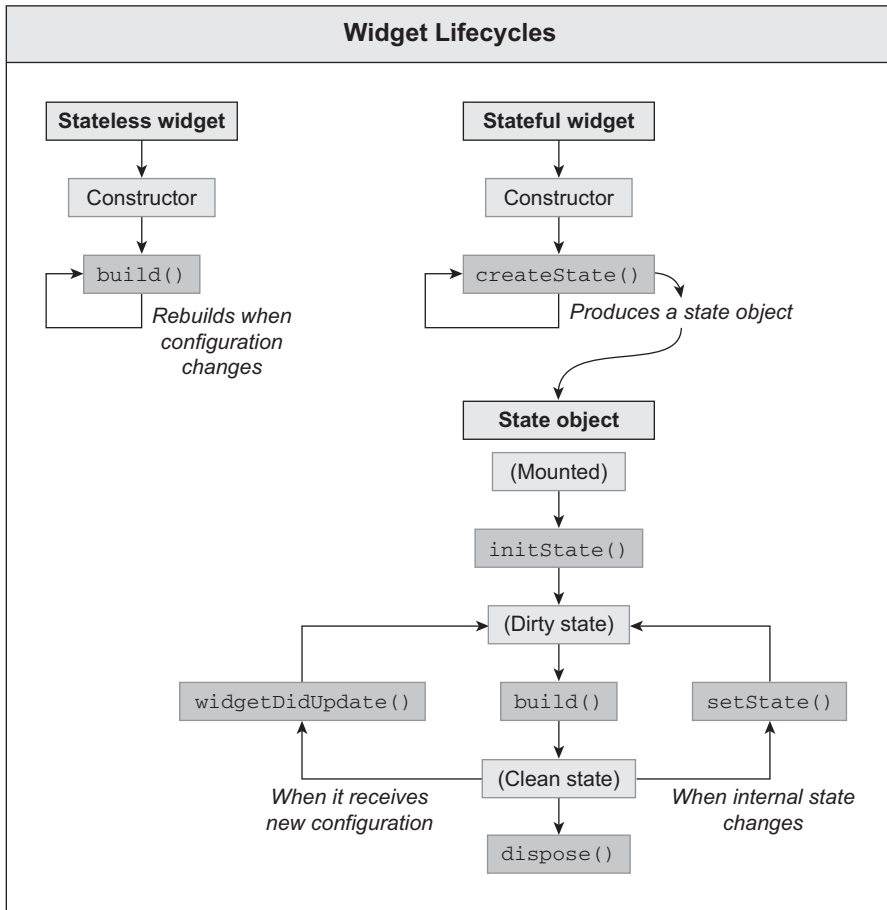 Widget Lifecycles
Stateless widget
Constructor
build()
Rebuilds when
configuration
changes
Stateful widget
Constructor
createState()
Produces a state object
State object
(Mounted)
initState()
(Dirty state)
widgetDidUpdate()
build()
setState()
(Clean state)
When it receives
new configuration
When internal state
changes
dispose()